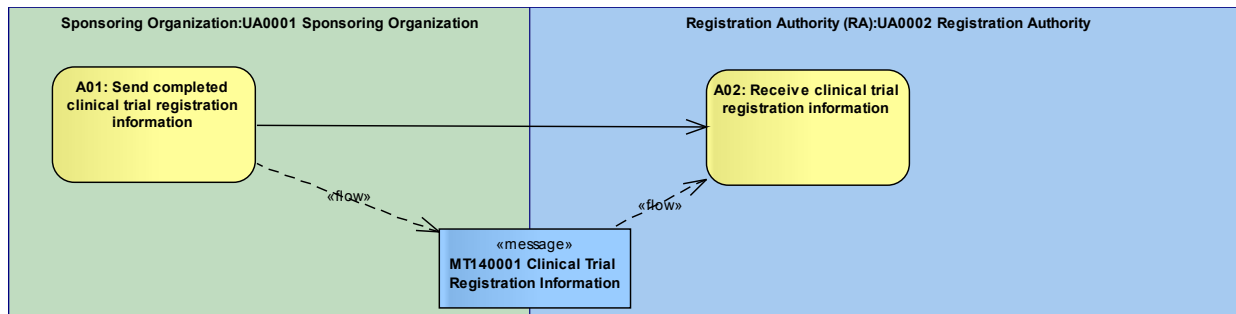 Sponsoring Organization:UA0001 Sponsoring Organization
Registration Authority (RA):UA0002 Registration Authority
A01: Send completed
clinical trial registration
information
A02: Receive clinical trial
registration information
«flow»
«flow»
«message»
MT140001 Clinical Trial
Registration Information